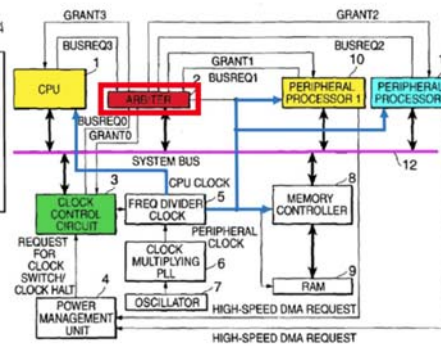 GRANT3
GRANT2
BUSREQ3
BUSREQ2
GRANT1
1
2
10
CPU
ARBITER
BUSREQ1
PERIPHERAL
PROCESSOR 1
PERIPHERAL
PROCESSOR
BUSREQ0
GRANT0
SYSTEM BUS
12
CPU CLOCK
3
5
8
CLOCK
CONTROL
CIRCUIT
FREQ DIVIDER
CLOCK
MEMORY
CONTROLLER
PERIPHERAL
CLOCK
REQUEST
FOR
CLOCK
SWITCH/
CLOCK HALT
CLOCK
MULTIPLYING
PLL
6
9
RAM
4
7
OSCILLATOR
POWER
MANAGEMENT
UNIT
HIGH-SPEED DMA REQUEST
HIGH-SPEED DMA REQUEST